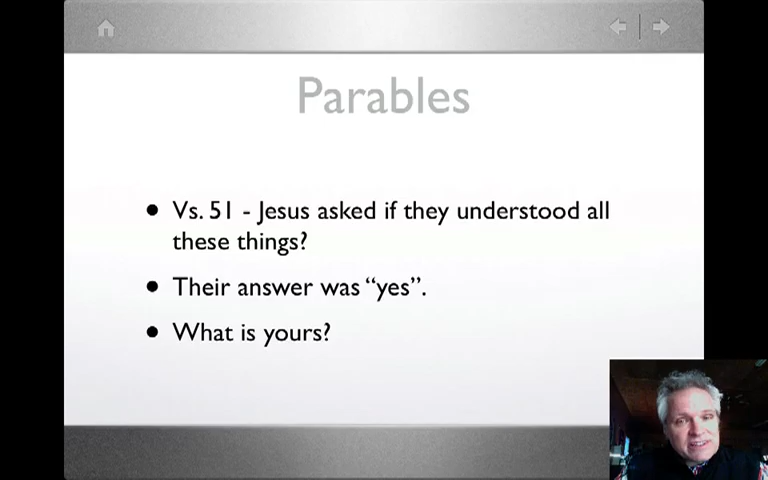 Parables
• Vs. 51 - Jesus asked if they understood all
these things?
• Their answer was “yes”.
• What is yours?